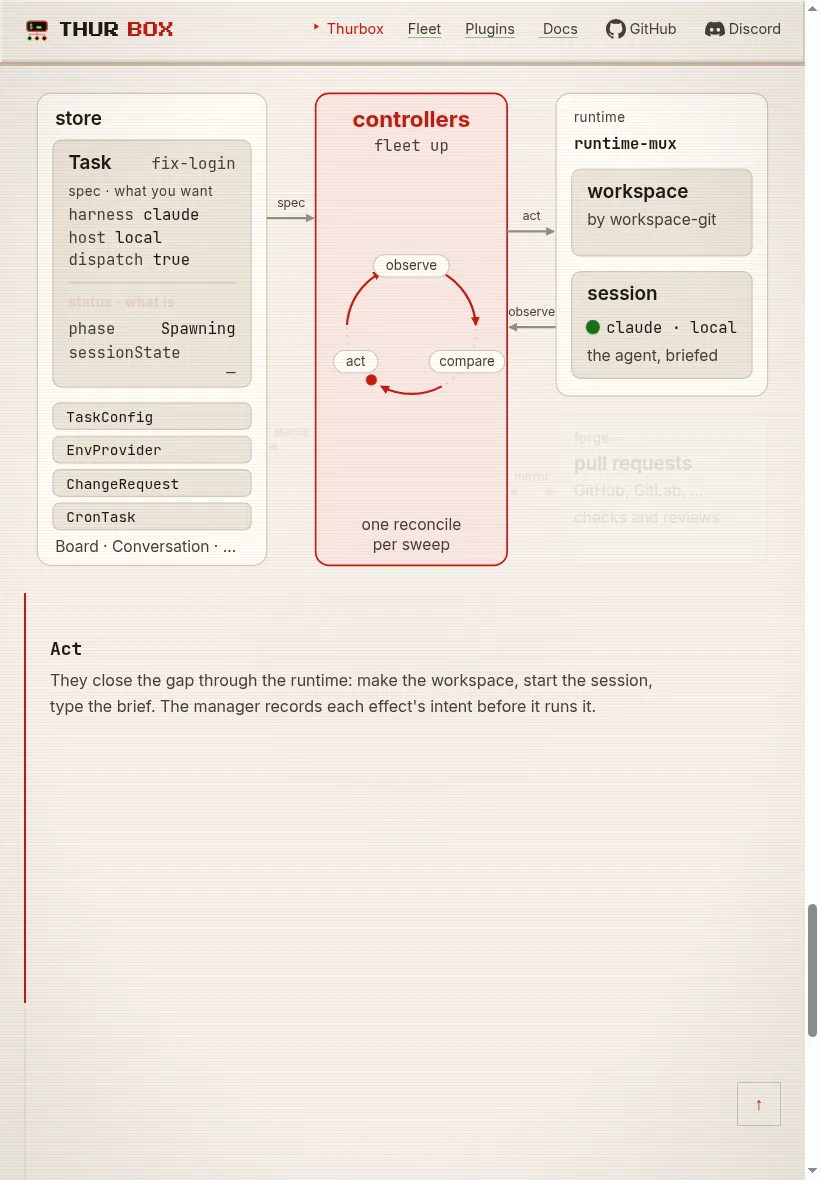 THUR BOX
Thurbox
Fleet
Plugins
Docs
GitHub
Discord
store
Task fix-login
spec · what you want
harness claude
host local
dispatch true
status · what is
phase Spawning
sessionState
—
TaskConfig
EnvProvider
ChangeRequest
CronTask
Board · Conversation · ...
spec
status
controllers
fleet up
observe
act
compare
one reconcile
per sweep
act
observe
mirror
runtime
runtime-mux
workspace
by workspace-git
session
claude · local
the agent, briefed
forge
pull requests
GitHub, GitLab, ...
checks and reviews
Act
They close the gap through the runtime: make the workspace, start the session,
type the brief. The manager records each effect's intent before it runs it.
↑